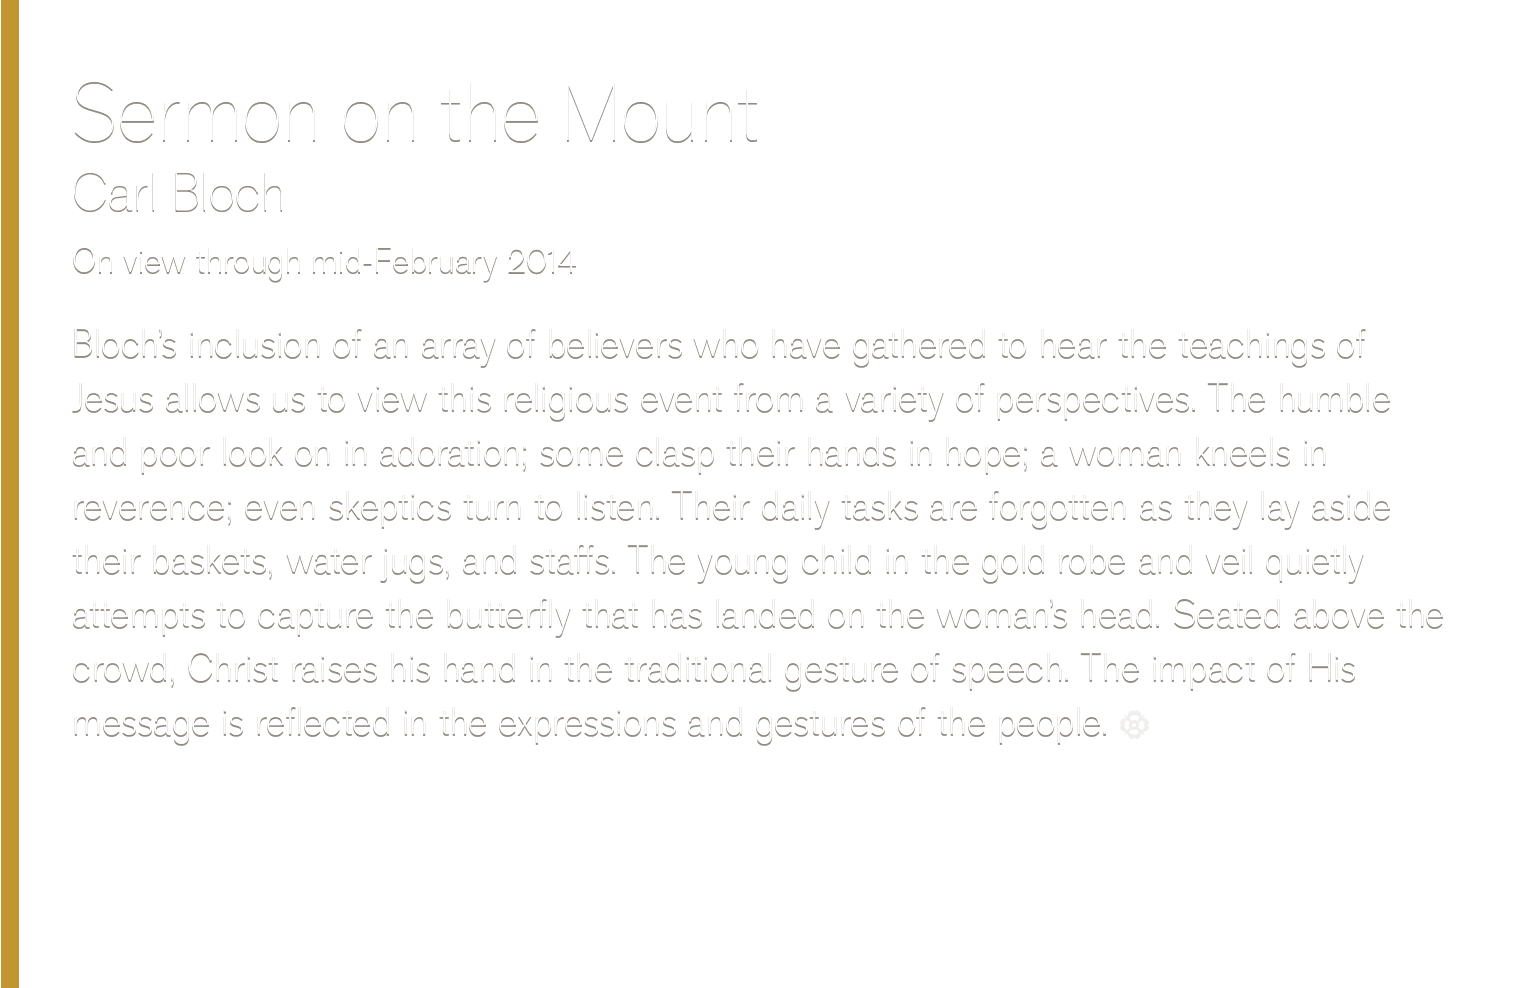 Sermon on the Mount
Carl Bloch
On view through mid-February 2014
Bloch’s inclusion of an array of believers who have gathered to hear the teachings of
Jesus allows us to view this religious event from a variety of perspectives. The humble
and poor look on in adoration; some clasp their hands in hope; a woman kneels in
reverence; even skeptics turn to listen. Their daily tasks are forgotten as they lay aside
their baskets, water jugs, and staffs. The young child in the gold robe and veil quietly
attempts to capture the butterfly that has landed on the woman’s head. Seated above the
crowd, Christ raises his hand in the traditional gesture of speech. The impact of His
message is reflected in the expressions and gestures of the people.